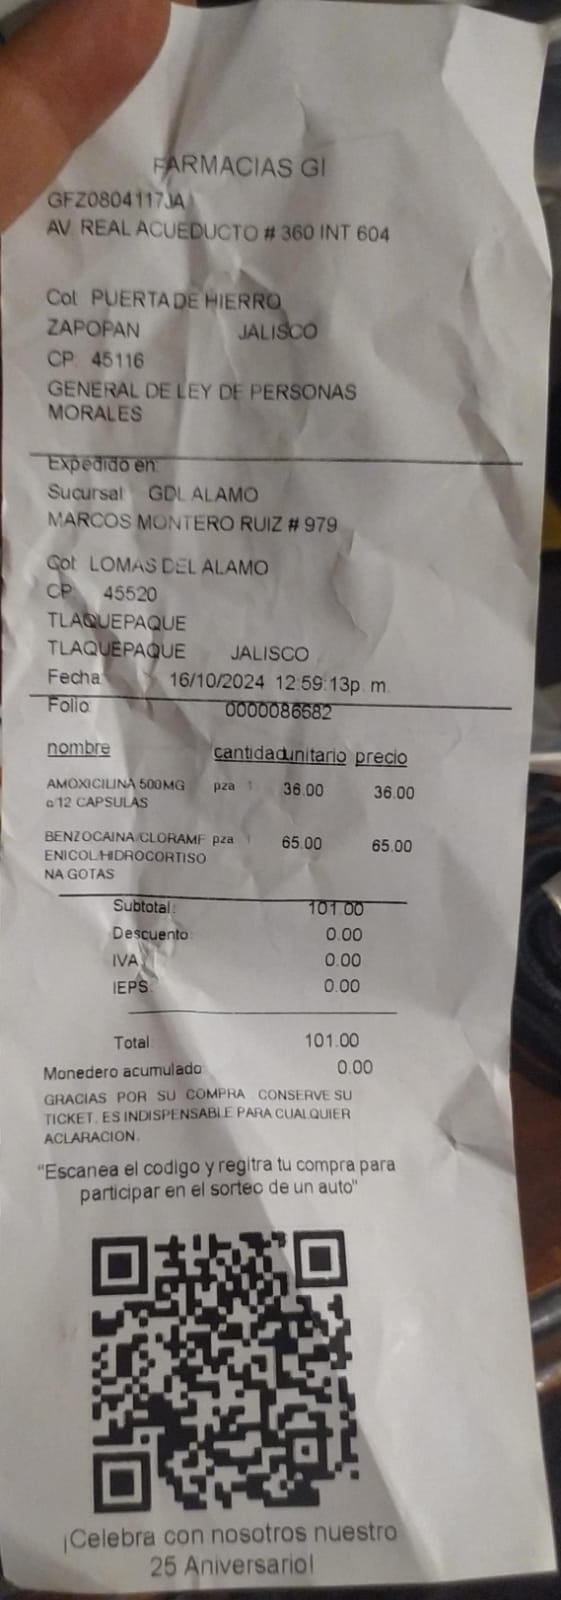 FARMACIAS GI
GFZ0804117JA
AV. REAL ACUEDUCTO # 360 INT 604
Col PUERTA DE HIERRO
ZAPOPAN JALISCO
CP. 45116
GENERAL DE LEY DE PERSONAS
MORALES
Expedido en:
Sucursal GDL ALAMO
MARCOS MONTERO RUIZ # 979
Col LOMAS DEL ALAMO
CP 45520
TLAQUEPAQUE
TLAQUEPAQUE JALISCO
Fecha 16/10/2024 12:59:13p. m.
Folio 0000086682
nombre cantidad unitario precio
AMOXICILINA 500MG pza 1 36.00 36.00
c/12 CAPSULAS
BENZOCAINA/CLORAMF pza 1 65.00 65.00
ENICOL/HIDROCORTISO
NA GOTAS
Subtotal: 101.00
Descuento: 0.00
IVA: 0.00
IEPS: 0.00
Total 101.00
Monedero acumulado 0.00
GRACIAS POR SU COMPRA . CONSERVE SU
TICKET. ES INDISPENSABLE PARA CUALQUIER
ACLARACION.
"Escanea el codigo y regitra tu compra para
participar en el sorteo de un auto"
¡Celebra con nosotros nuestro
25 Aniversario!